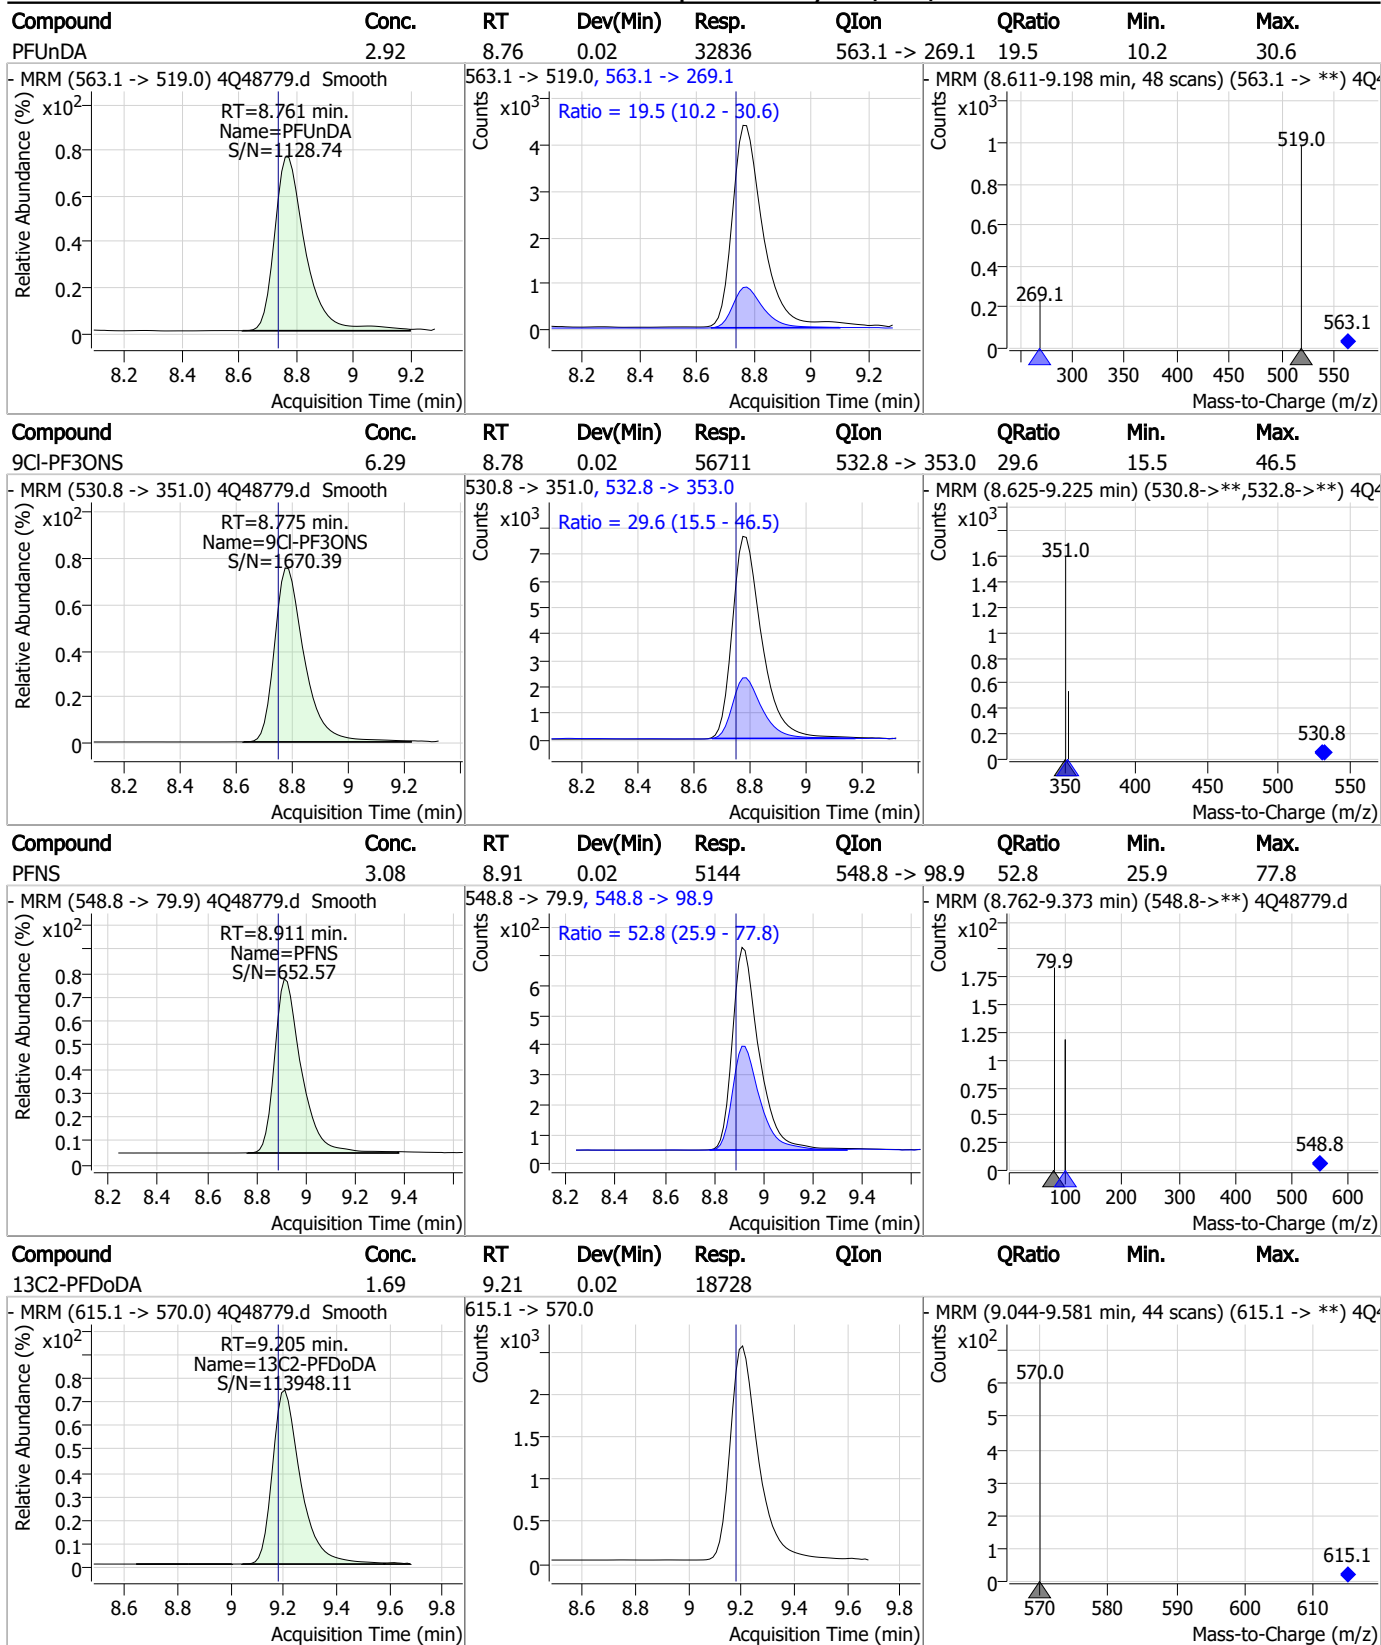 Compound Conc. RT Dev(Min) Resp. QIon QRatio Min. Max.
PFUnDA 2.92 8.76 0.02 32836 563.1 -> 269.1 19.5 10.2 30.6
- MRM (563.1 -> 519.0) 4Q48779.d Smooth
Relative Abundance (%)
x10²
RT=8.761 min.
Name=PFUnDA
S/N=1128.74
0.8
0.6
0.4
0.2
0
8.2 8.4 8.6 8.8 9 9.2
Acquisition Time (min)
563.1 -> 519.0, 563.1 -> 269.1
Counts
x10³
Ratio = 19.5 (10.2 - 30.6)
4
3
2
1
0
8.2 8.4 8.6 8.8 9 9.2
Acquisition Time (min)
- MRM (8.611-9.198 min, 48 scans) (563.1 -> **) 4Q4
Counts
x10³
519.0
1
0.8
0.6
0.4
269.1
0.2
563.1
0
300 350 400 450 500 550
Mass-to-Charge (m/z)
Compound Conc. RT Dev(Min) Resp. QIon QRatio Min. Max.
9Cl-PF3ONS 6.29 8.78 0.02 56711 532.8 -> 353.0 29.6 15.5 46.5
- MRM (530.8 -> 351.0) 4Q48779.d Smooth
Relative Abundance (%)
x10²
RT=8.775 min.
Name=9Cl-PF3ONS
S/N=1670.39
0.8
0.6
0.4
0.2
0
8.2 8.4 8.6 8.8 9 9.2
Acquisition Time (min)
530.8 -> 351.0, 532.8 -> 353.0
Counts
x10³
Ratio = 29.6 (15.5 - 46.5)
7
6
5
4
3
2
1
0
8.2 8.4 8.6 8.8 9 9.2
Acquisition Time (min)
- MRM (8.625-9.225 min) (530.8->**,532.8->**) 4Q4
Counts
x10³
351.0
1.6
1.4
1.2
1
0.8
0.6
0.4
0.2
530.8
0
350 400 450 500 550
Mass-to-Charge (m/z)
Compound Conc. RT Dev(Min) Resp. QIon QRatio Min. Max.
PFNS 3.08 8.91 0.02 5144 548.8 -> 98.9 52.8 25.9 77.8
- MRM (548.8 -> 79.9) 4Q48779.d Smooth
Relative Abundance (%)
x10²
RT=8.911 min.
Name=PFNS
S/N=652.57
0.8
0.7
0.6
0.5
0.4
0.3
0.2
0.1
0
8.2 8.4 8.6 8.8 9 9.2 9.4
Acquisition Time (min)
548.8 -> 79.9, 548.8 -> 98.9
Counts
x10²
Ratio = 52.8 (25.9 - 77.8)
6
5
4
3
2
1
0
8.2 8.4 8.6 8.8 9 9.2 9.4
Acquisition Time (min)
- MRM (8.762-9.373 min) (548.8->**) 4Q48779.d
Counts
x10²
79.9
1.75
1.5
1.25
1
0.75
0.5
0.25
548.8
0
100 200 300 400 500 600
Mass-to-Charge (m/z)
Compound Conc. RT Dev(Min) Resp. QIon QRatio Min. Max.
13C2-PFDoDA 1.69 9.21 0.02 18728
- MRM (615.1 -> 570.0) 4Q48779.d Smooth
Relative Abundance (%)
x10²
RT=9.205 min.
Name=13C2-PFDoDA
S/N=113948.11
0.8
0.7
0.6
0.5
0.4
0.3
0.2
0.1
0
8.6 8.8 9 9.2 9.4 9.6 9.8
Acquisition Time (min)
615.1 -> 570.0
Counts
x10³
2
1.5
1
0.5
0
8.6 8.8 9 9.2 9.4 9.6 9.8
Acquisition Time (min)
- MRM (9.044-9.581 min, 44 scans) (615.1 -> **) 4Q4
Counts
x10²
570.0
6
5
4
3
2
1
615.1
0
570 580 590 600 610
Mass-to-Charge (m/z)